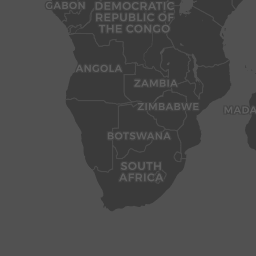 GABON
DEMOCRATIC
REPUBLIC OF
THE CONGO
ANGOLA
ZAMBIA
ZIMBABWE
MADA
BOTSWANA
SOUTH
AFRICA